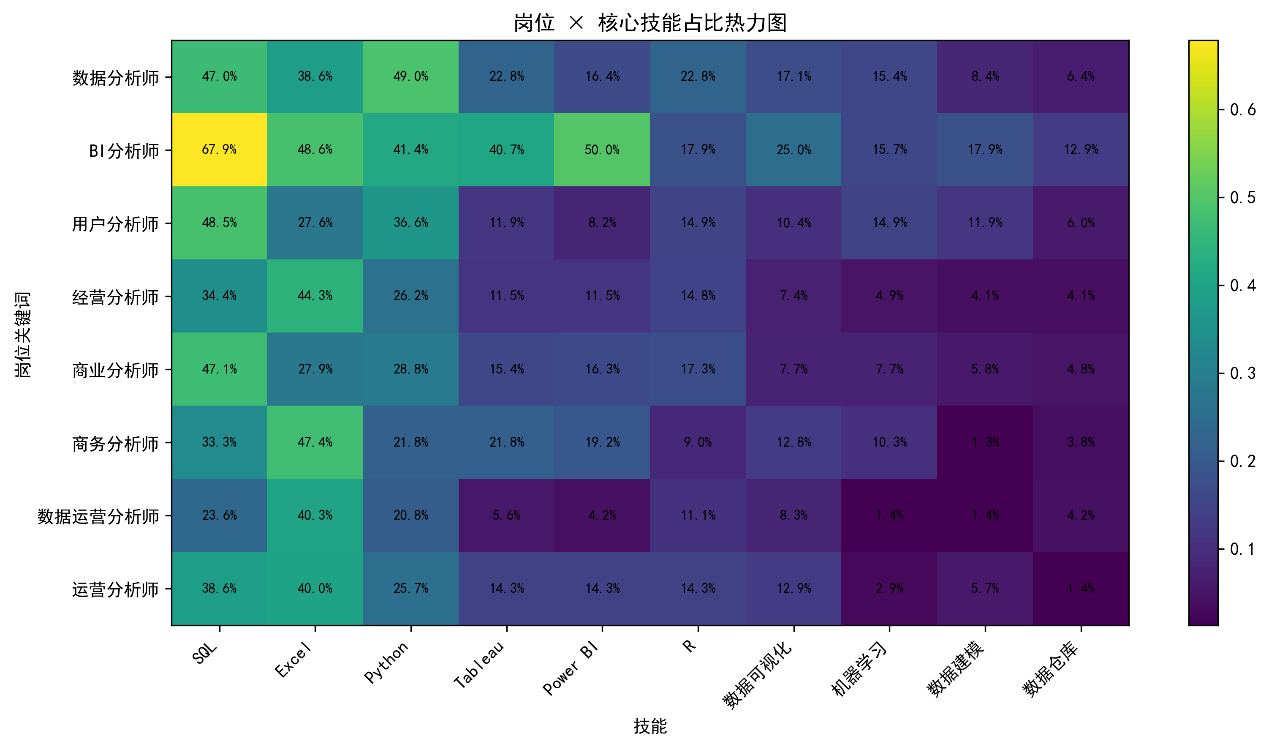 岗位 × 核心技能占比热力图
数据分析师 47.0% 38.6% 49.0% 22.8% 16.4% 22.8% 17.1% 15.4% 8.4% 6.4%
BI分析师 67.9% 48.6% 41.4% 40.7% 50.0% 17.9% 25.0% 15.7% 17.9% 12.9%
用户分析师 48.5% 27.6% 36.6% 11.9% 8.2% 14.9% 10.4% 14.9% 11.9% 6.0%
经营分析师 34.4% 44.3% 26.2% 11.5% 11.5% 14.8% 7.4% 4.9% 4.1% 4.1%
商业分析师 47.1% 27.9% 28.8% 15.4% 16.3% 17.3% 7.7% 7.7% 5.8% 4.8%
商务分析师 33.3% 47.4% 21.8% 21.8% 19.2% 9.0% 12.8% 10.3% 1.3% 3.8%
数据运营分析师 23.6% 40.3% 20.8% 5.6% 4.2% 11.1% 8.3% 1.4% 1.4% 4.2%
运营分析师 38.6% 40.0% 25.7% 14.3% 14.3% 14.3% 12.9% 2.9% 5.7% 1.4%
岗位关键词
SQL Excel Python Tableau Power BI R 数据可视化 机器学习 数据建模 数据仓库
技能
0.6
0.5
0.4
0.3
0.2
0.1